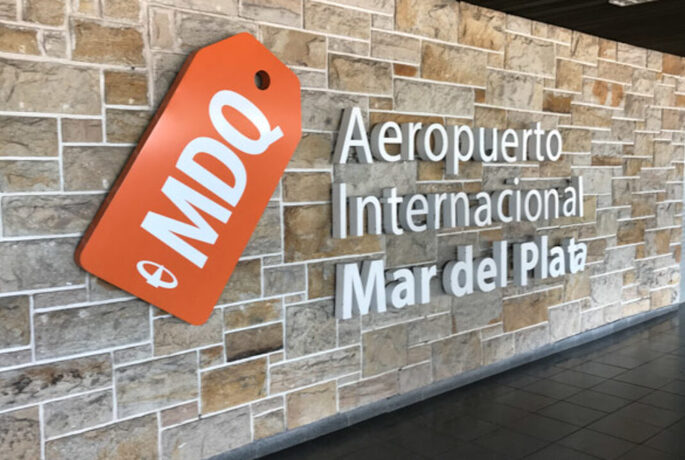 MDQ
Aeropuerto
Internacional
Mar del Plata